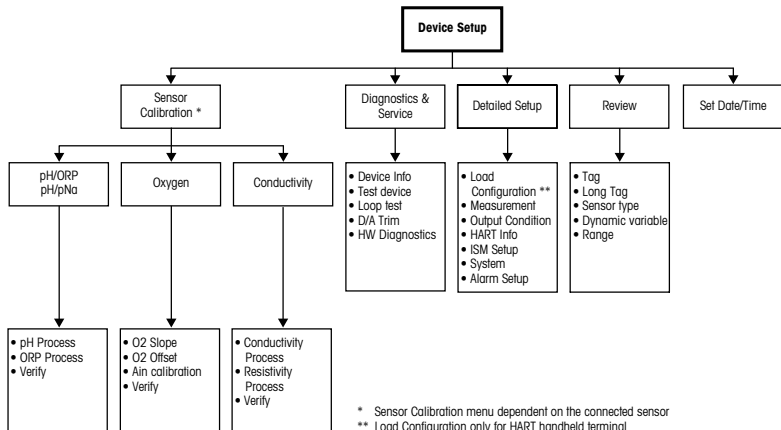 Device Setup
Sensor
Calibration *
Diagnostics &
Service
Detailed Setup
Review
Set Date/Time
pH/ORP
pH/pNa
Oxygen
Conductivity
• Device Info
• Test device
• Loop test
• D/A Trim
• HW Diagnostics
• Load
Configuration **
• Measurement
• Output Condition
• HART Info
• ISM Setup
• System
• Alarm Setup
• Tag
• Long Tag
• Sensor type
• Dynamic variable
• Range
• pH Process
• ORP Process
• Verify
• O2 Slope
• O2 Offset
• Ain calibration
• Verify
• Conductivity
Process
• Resistivity
Process
• Verify
* Sensor Calibration menu dependent on the connected sensor
** Load Configuration only for HART handheld terminal